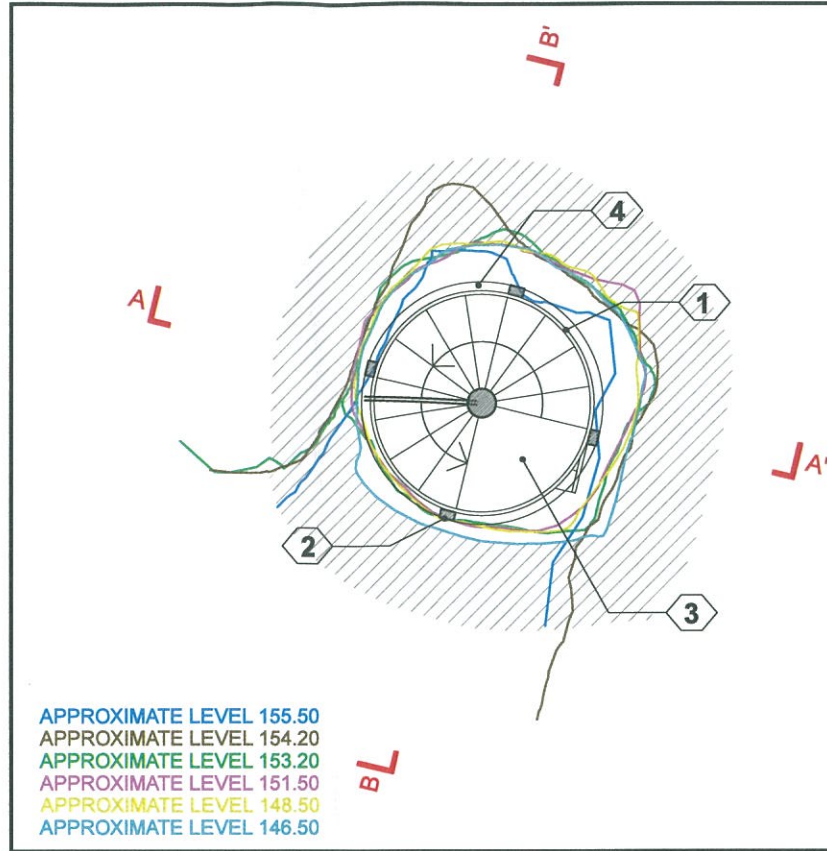 B'
4
A
1
A'
2
3
APPROXIMATE LEVEL 155.50
APPROXIMATE LEVEL 154.20
APPROXIMATE LEVEL 153.20
APPROXIMATE LEVEL 151.50
APPROXIMATE LEVEL 148.50
APPROXIMATE LEVEL 146.50
B